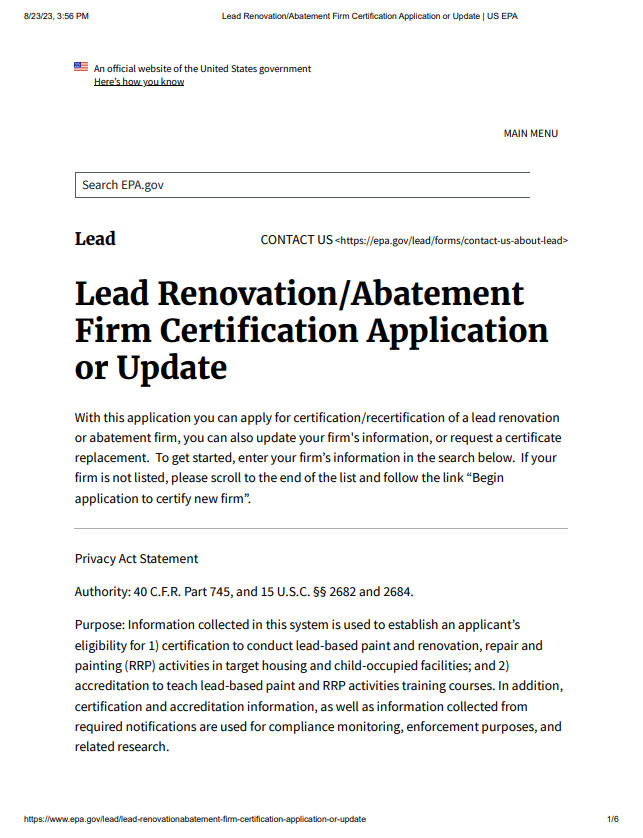 8/23/23, 3:56 PM Lead Renovation/Abatement Firm Certification Application or Update | US EPA
An official website of the United States government
Here's how you know
MAIN MENU
Search EPA.gov
Lead CONTACT US <https://epa.gov/lead/forms/contact-us-about-lead>
Lead Renovation/Abatement
Firm Certification Application
or Update
With this application you can apply for certification/recertification of a lead renovation
or abatement firm, you can also update your firm's information, or request a certificate
replacement.  To get started, enter your firm’s information in the search below.  If your
firm is not listed, please scroll to the end of the list and follow the link “Begin
application to certify new firm”.
Privacy Act Statement
Authority: 40 C.F.R. Part 745, and 15 U.S.C. §§ 2682 and 2684.
Purpose: Information collected in this system is used to establish an applicant’s
eligibility for 1) certification to conduct lead-based paint and renovation, repair and
painting (RRP) activities in target housing and child-occupied facilities; and 2)
accreditation to teach lead-based paint and RRP activities training courses. In addition,
certification and accreditation information, as well as information collected from
required notifications are used for compliance monitoring, enforcement purposes, and
related research.
https://www.epa.gov/lead/lead-renovationabatement-firm-certification-application-or-update 1/6